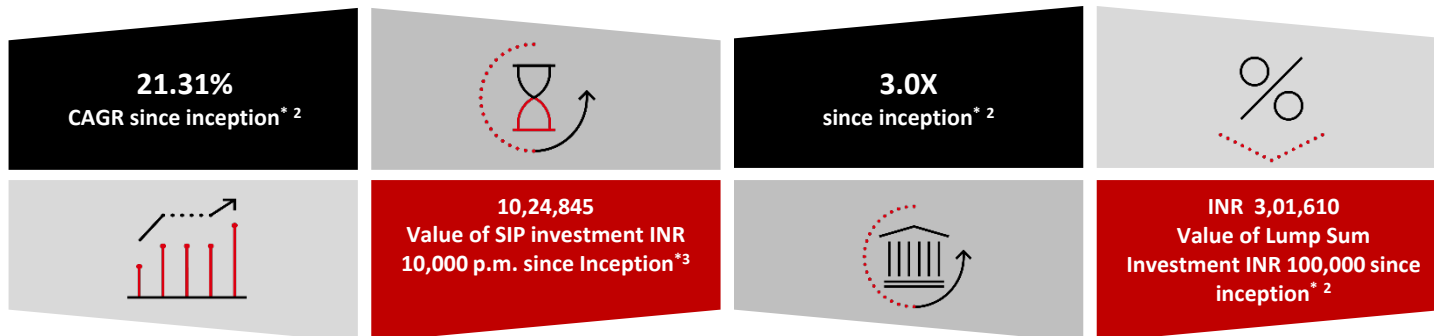 21.31%
CAGR since inception* 2
3.0X
since inception* 2
10,24,845
Value of SIP investment INR
10,000 p.m. since Inception*3
INR 3,01,610
Value of Lump Sum
Investment INR 100,000 since
inception* 2